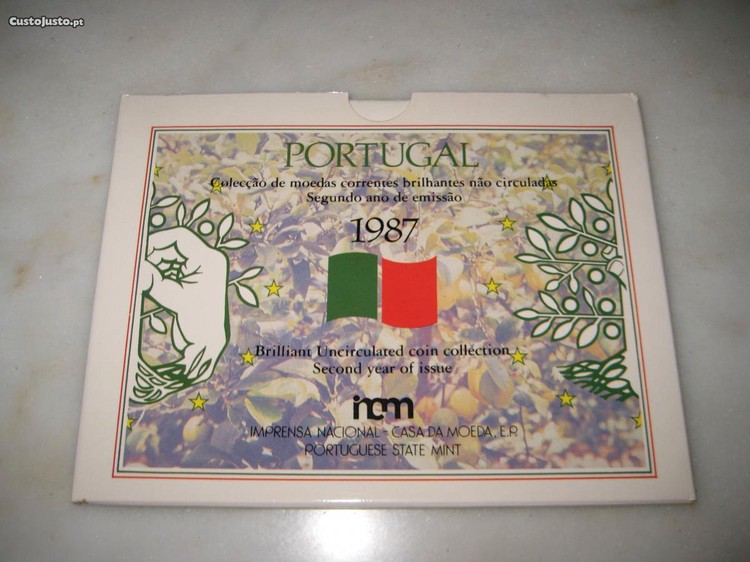 CustoJusto.pt
PORTUGAL
Colecção de moedas correntes brilhantes não circuladas
Segundo ano de emissão
1987
Brilliant Uncirculated coin collection
Second year of issue
incm
IMPRENSA NACIONAL - CASA DA MOEDA, E.P.
PORTUGUESE STATE MINT